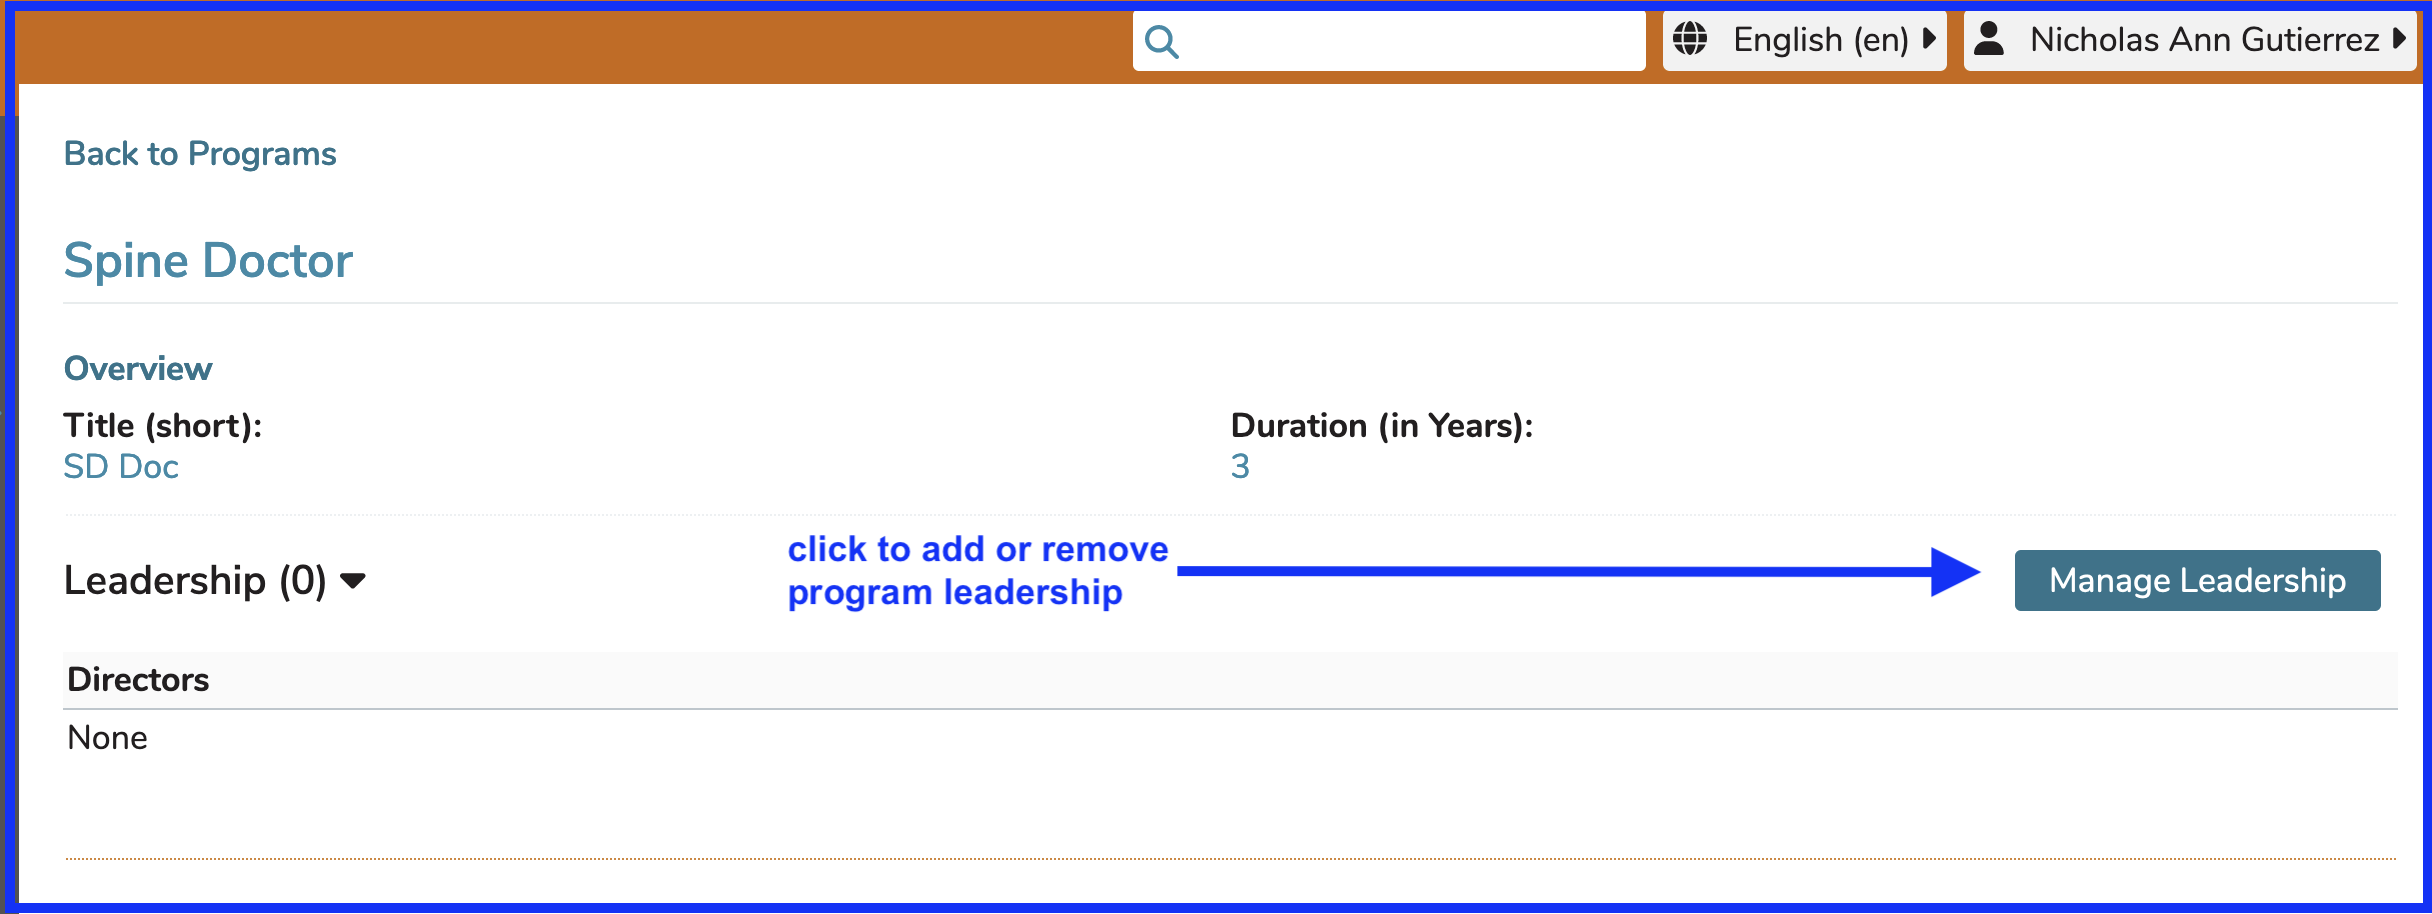 English (en)
Nicholas Ann Gutierrez
Back to Programs
Spine Doctor
Overview
Title (short):
SD Doc
Duration (in Years):
3
Leadership (0)
click to add or remove
program leadership
Manage Leadership
Directors
None